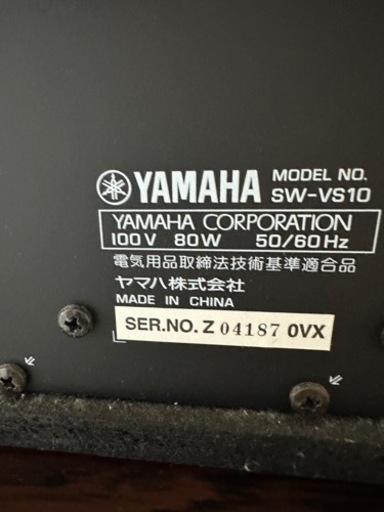 MODEL NO.
YAMAHA SW-VS10
YAMAHA CORPORATION
100V 80W 50/60Hz
電気用品取締法技術基準適合品
ヤマハ株式会社
MADE IN CHINA
SER.NO. Z 04187 0VX